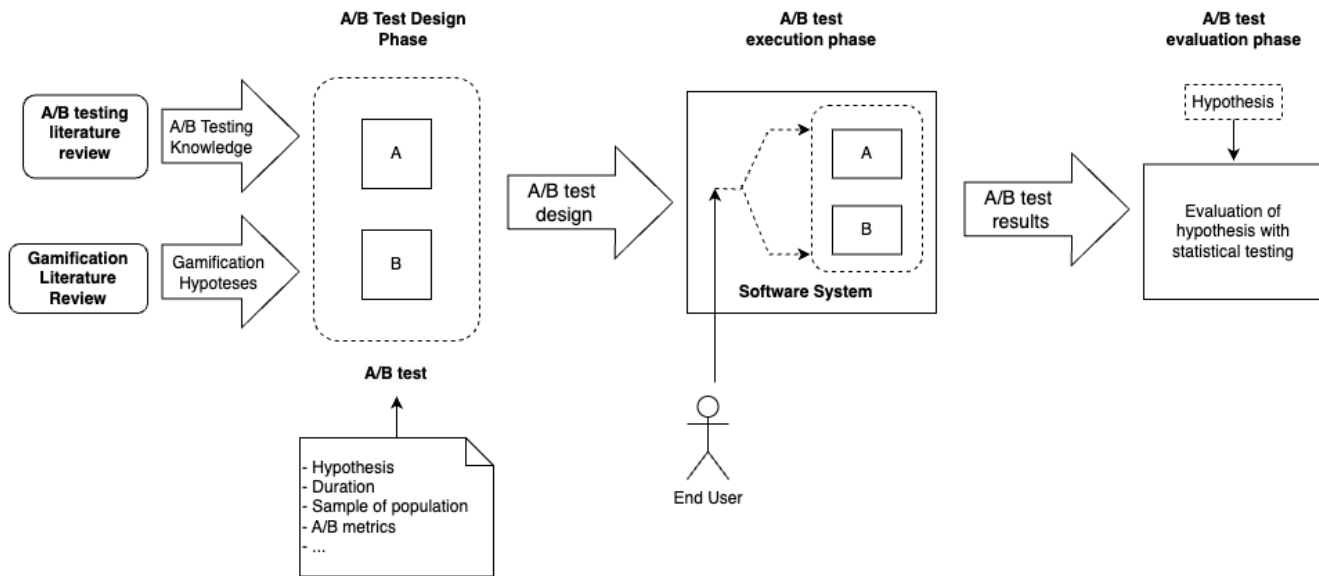 A/B Test Design
Phase
A/B test
execution phase
A/B test
evaluation phase
A/B testing
literature
review
A/B Testing
Knowledge
Gamification
Literature
Review
Gamification
Hypoteses
A
B
A/B test
- Hypothesis
- Duration
- Sample of population
- A/B metrics
- ...
A/B test
design
A
B
Software System
End User
A/B test
results
Hypothesis
Evaluation of
hypothesis with
statistical testing